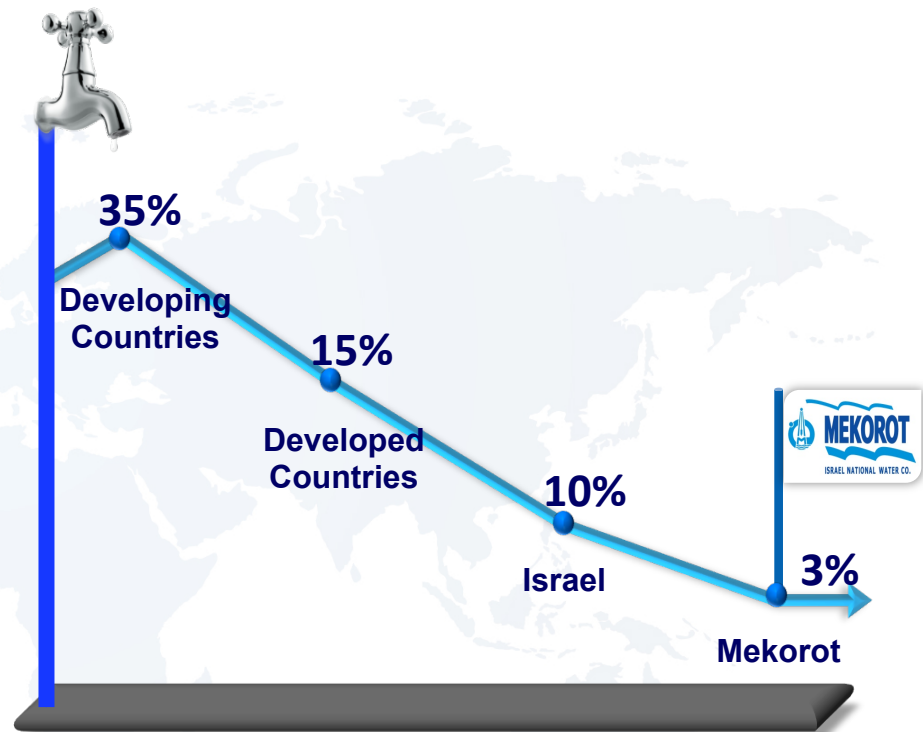 35%
Developing
Countries
15%
Developed
Countries
10%
Israel
MEKOROT
ISRAEL NATIONAL WATER CO.
3%
Mekorot